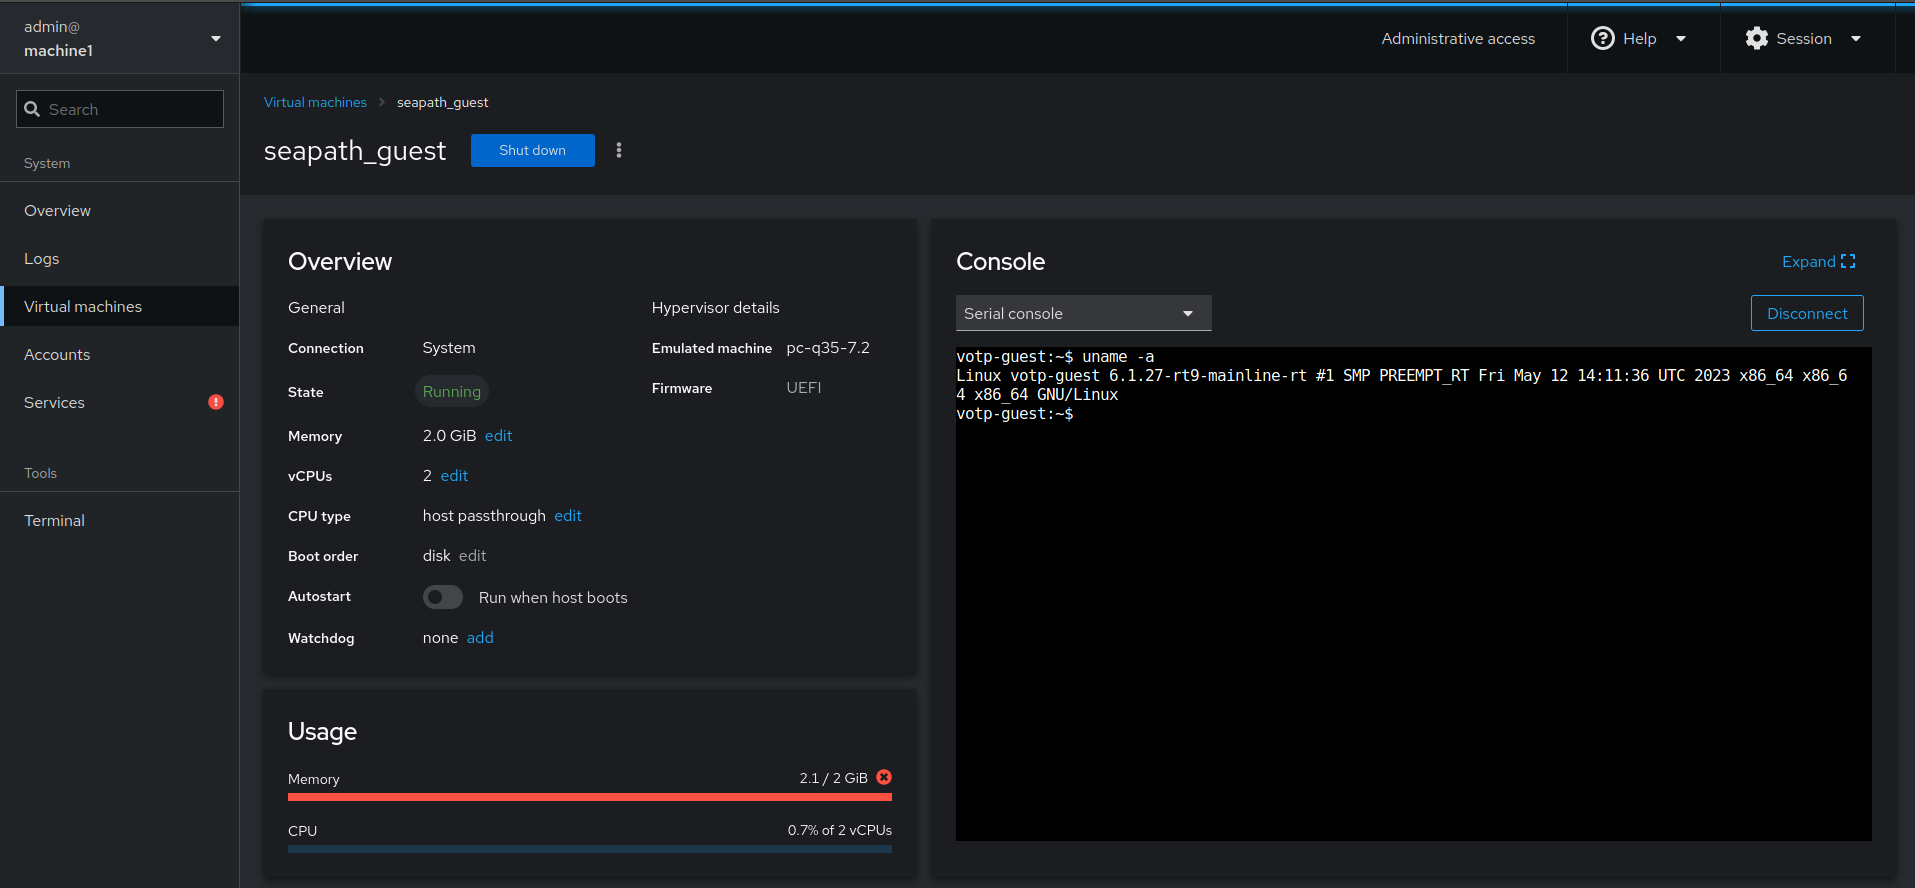 admin@
machine1
Search
System
Overview
Logs
Virtual machines
Accounts
Services
Tools
Terminal
Administrative access
Help
Session
Virtual machines > seapath_guest
seapath_guest
Shut down
Overview
General
Connection System
State Running
Memory 2.0 GiB edit
vCPUs 2 edit
CPU type host passthrough edit
Boot order disk edit
Autostart Run when host boots
Watchdog none add
Hypervisor details
Emulated machine pc-q35-7.2
Firmware UEFI
Usage
Memory 2.1 / 2 GiB
CPU 0.7% of 2 vCPUs
Console
Expand
Serial console
Disconnect
votp-guest:~$ uname -a
Linux votp-guest 6.1.27-rt9-mainline-rt #1 SMP PREEMPT_RT Fri May 12 14:11:36 UTC 2023 x86_64 x86_6
4 x86_64 GNU/Linux
votp-guest:~$